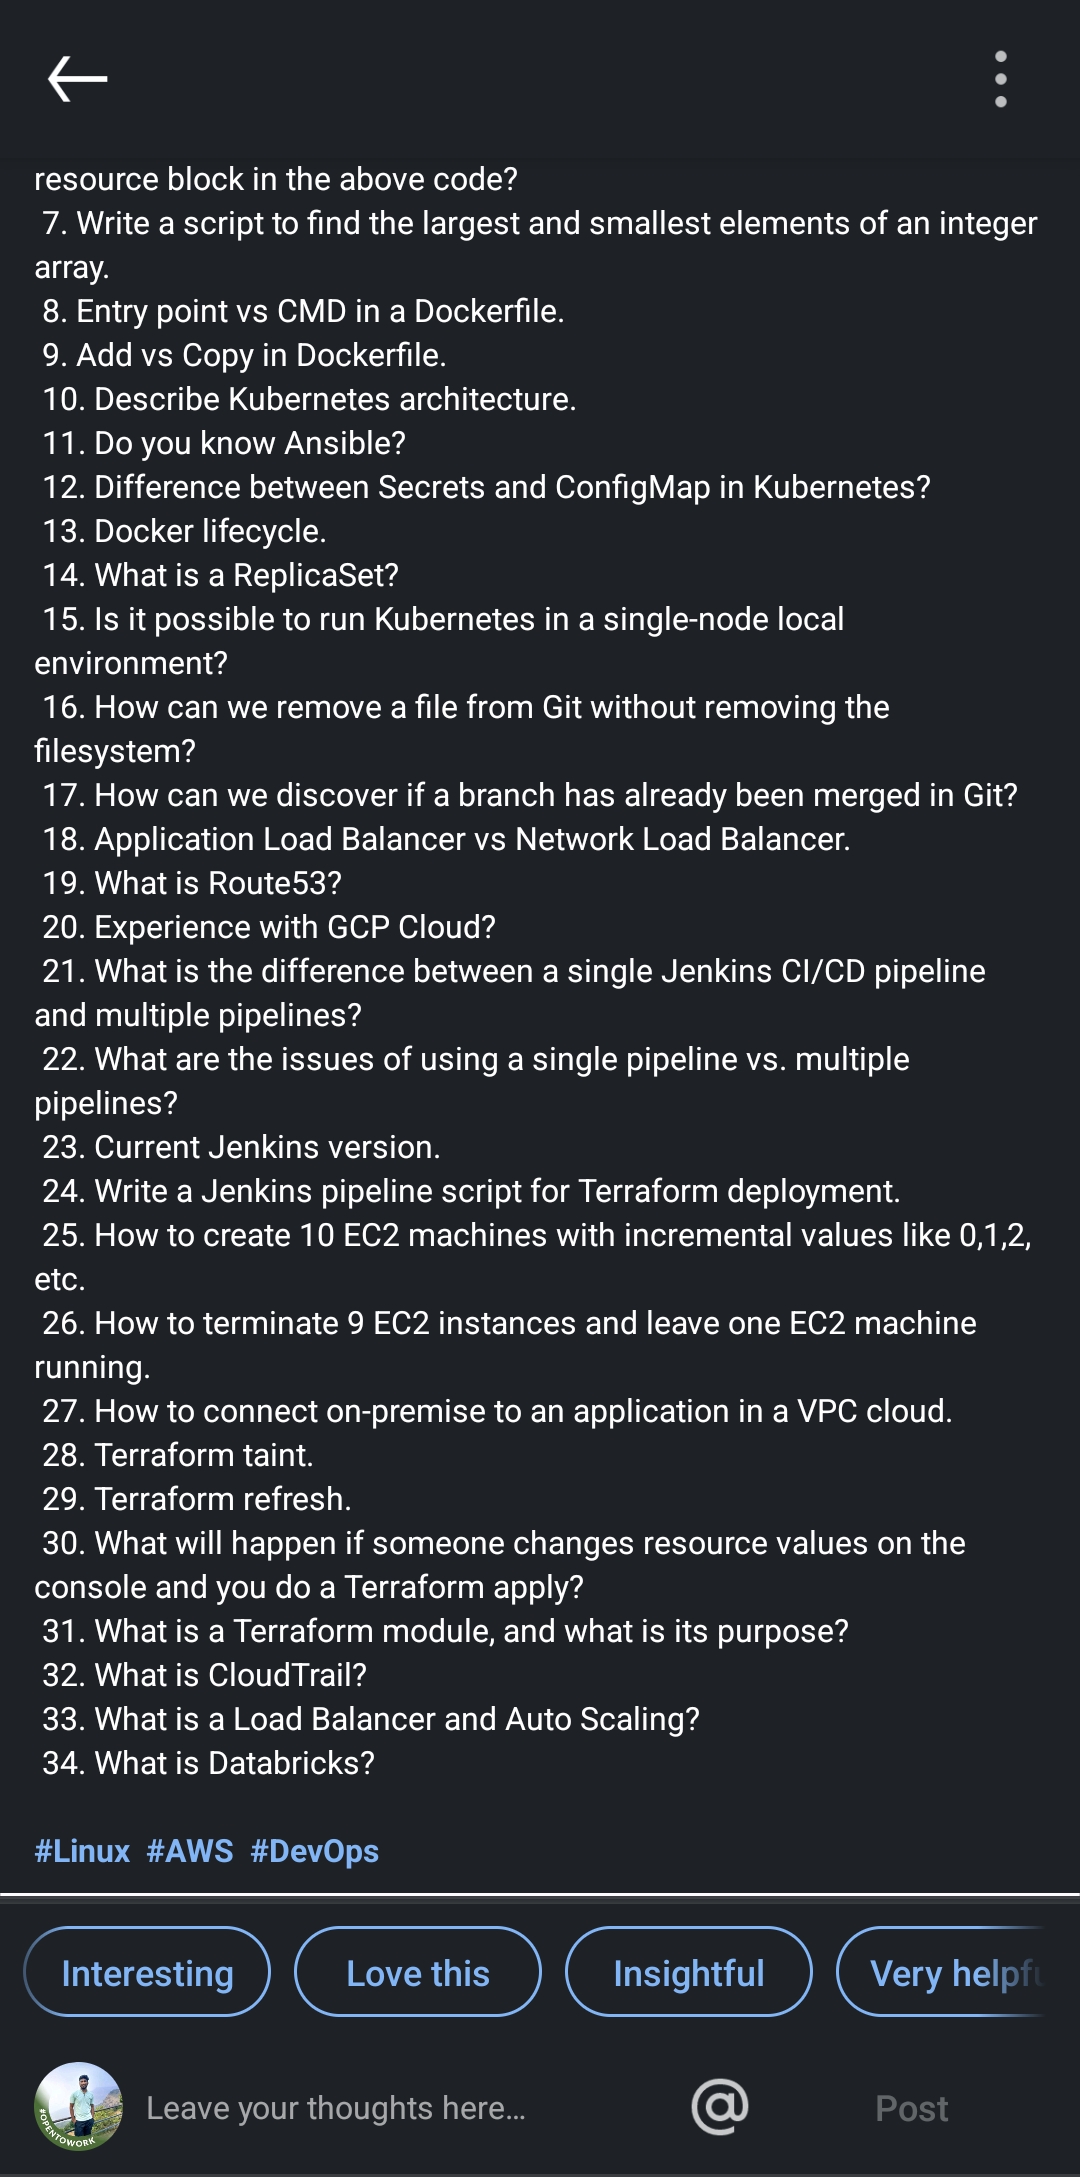 resource block in the above code?
7. Write a script to find the largest and smallest elements of an integer
array.
8. Entry point vs CMD in a Dockerfile.
9. Add vs Copy in Dockerfile.
10. Describe Kubernetes architecture.
11. Do you know Ansible?
12. Difference between Secrets and ConfigMap in Kubernetes?
13. Docker lifecycle.
14. What is a ReplicaSet?
15. Is it possible to run Kubernetes in a single-node local
environment?
16. How can we remove a file from Git without removing the
filesystem?
17. How can we discover if a branch has already been merged in Git?
18. Application Load Balancer vs Network Load Balancer.
19. What is Route53?
20. Experience with GCP Cloud?
21. What is the difference between a single Jenkins CI/CD pipeline
and multiple pipelines?
22. What are the issues of using a single pipeline vs. multiple
pipelines?
23. Current Jenkins version.
24. Write a Jenkins pipeline script for Terraform deployment.
25. How to create 10 EC2 machines with incremental values like 0,1,2,
etc.
26. How to terminate 9 EC2 instances and leave one EC2 machine
running.
27. How to connect on-premise to an application in a VPC cloud.
28. Terraform taint.
29. Terraform refresh.
30. What will happen if someone changes resource values on the
console and you do a Terraform apply?
31. What is a Terraform module, and what is its purpose?
32. What is CloudTrail?
33. What is a Load Balancer and Auto Scaling?
34. What is Databricks?
#Linux #AWS #DevOps
Interesting Love this Insightful Very helpfu
#OPENTOWORK
Leave your thoughts here... @ Post